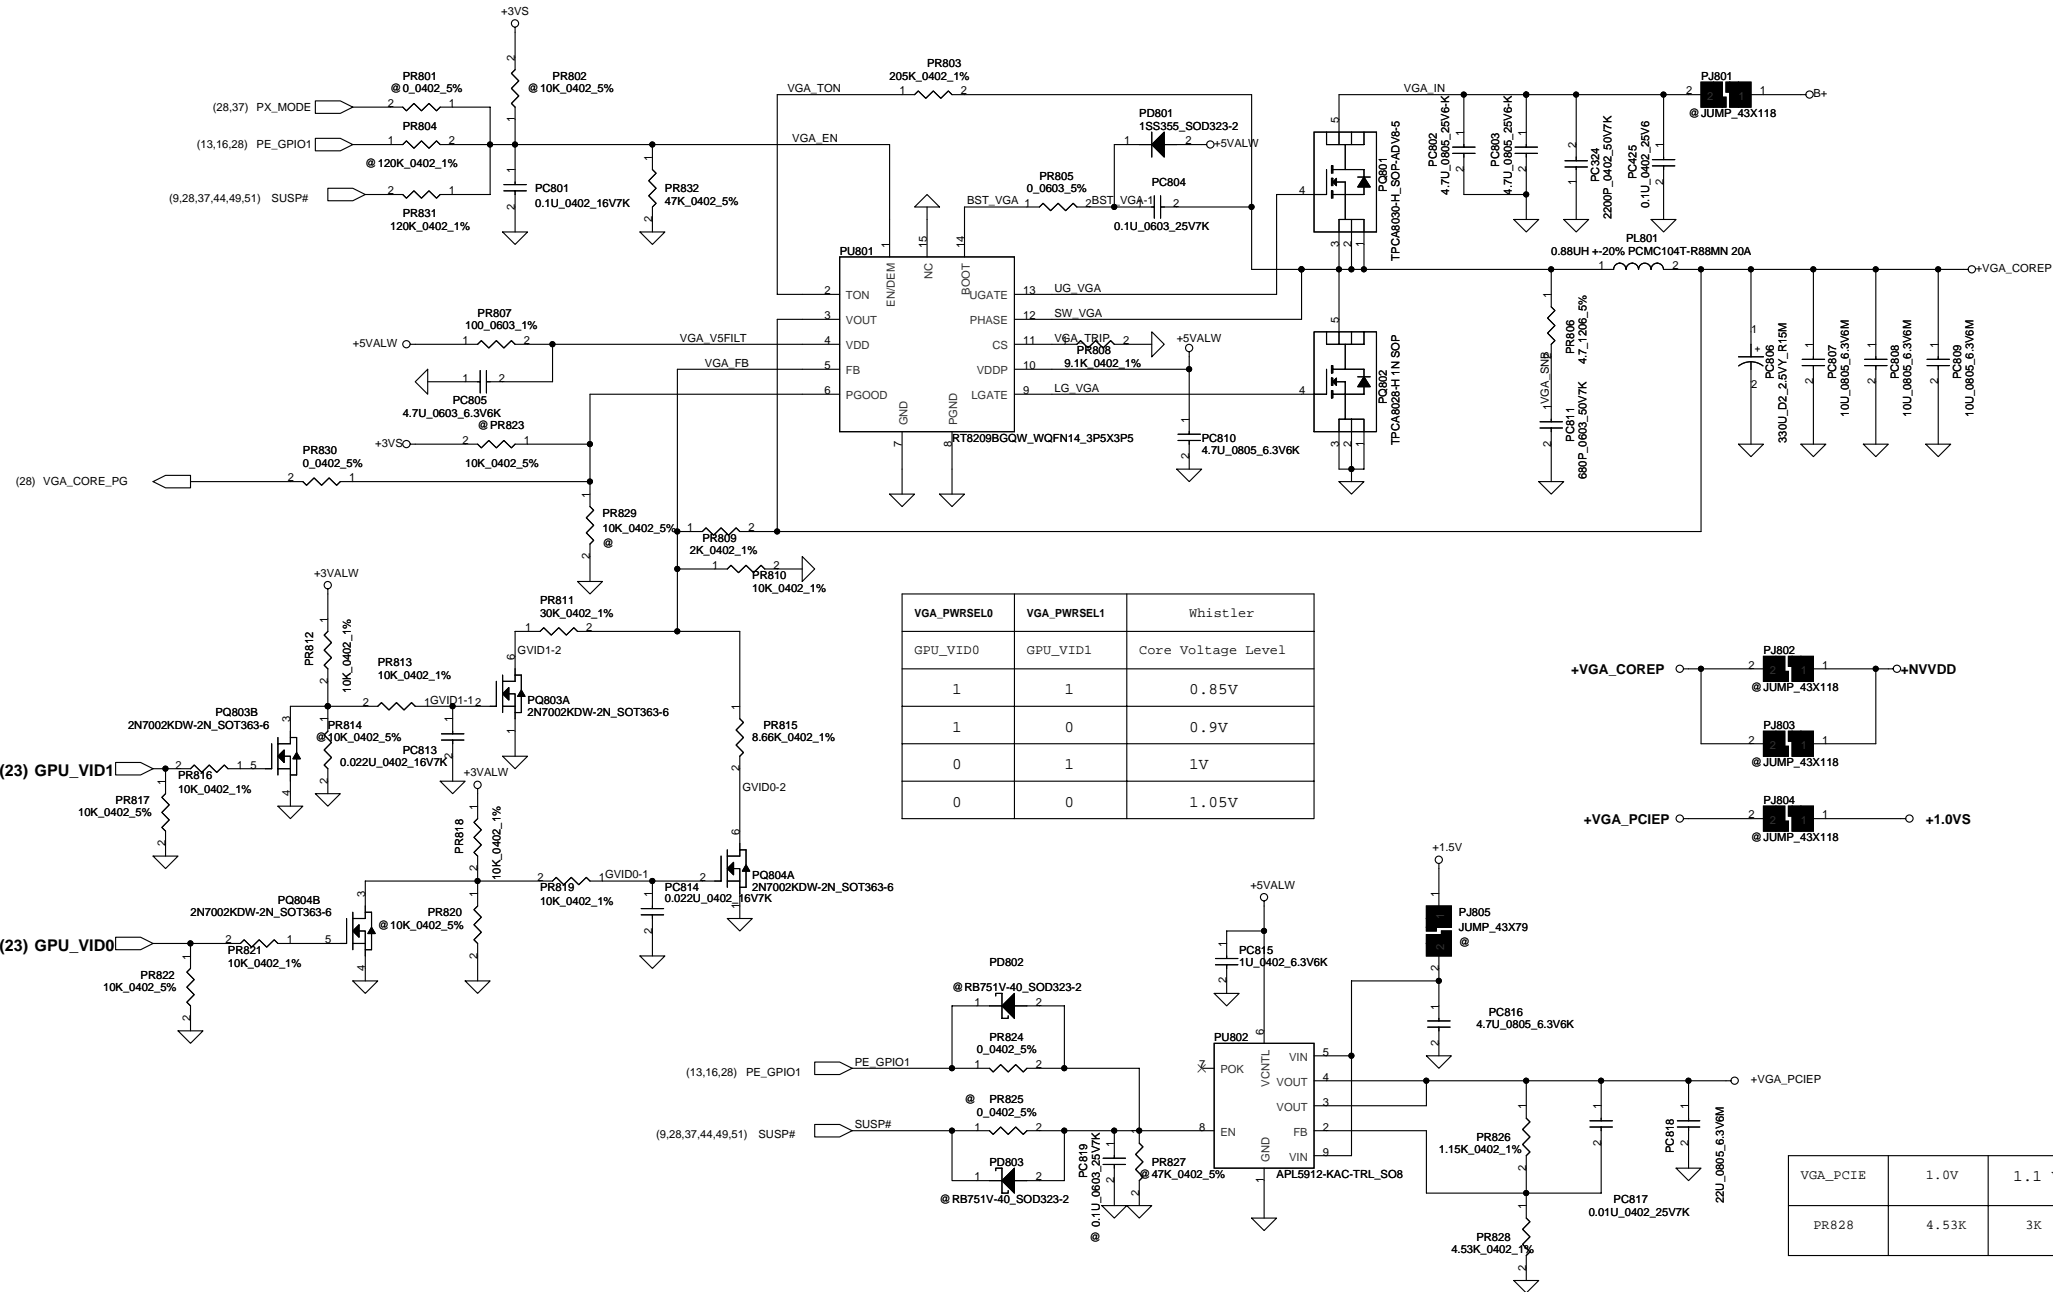 +3VS
PR801
@0_0402_5%
PR802
@10K_0402_5%
(28,37) PX_MODE
PR804
(13,16,28) PE_GPIO1
@120K_0402_1%
(9,28,37,44,49,51) SUSP#
PR831
120K_0402_1%
PC801
0.1U_0402_16V7K
PR832
47K_0402_5%
VGA_EN
VGA_TON
PR803
205K_0402_1%
PD801
1SS355_SOD323-2
+5VALW
PR805
0_0603_5%
BST_VGA
BST_VGA-1
PC804
0.1U_0603_25V7K
VGA_IN
PJ801
@JUMP_43X118
B+
PC802
4.7U_0805_25V6-K
PC803
4.7U_0805_25V6-K
PC324
2200P_0402_50V7K
PC425
0.1U_0402_25V6
PQ801
TPCA8030-H_SOP-ADV8-5
PL801
0.88UH +-20% PCMC104T-R88MN 20A
+VGA_COREP
PU801
EN/DEM
NC
BOOT
TON
VOUT
VDD
FB
PGOOD
GND
PGND
UGATE
PHASE
CS
VDDP
LGATE
RT8209BGQW_WQFN14_3P5X3P5
UG_VGA
SW_VGA
VGA_TRIP
PR808
9.1K_0402_1%
LG_VGA
+5VALW
PC810
4.7U_0805_6.3V6K
PQ802
TPCA8028-H 1N SOP
PR806
4.7_1206_5%
VGA_SNB
PC811
680P_0603_50V7K
PC806
330U_D2_2.5VY_R15M
PC807
10U_0805_6.3V6M
PC808
10U_0805_6.3V6M
PC809
10U_0805_6.3V6M
PR807
100_0603_1%
+5VALW
VGA_V5FILT
VGA_FB
PC805
4.7U_0603_6.3V6K
@PR823
+3VS
10K_0402_5%
PR830
0_0402_5%
(28) VGA_CORE_PG
PR829
10K_0402_5%
@
PR809
2K_0402_1%
PR810
10K_0402_1%
+3VALW
PR811
30K_0402_1%
PR812
10K_0402_1%
GVID1-2
PR813
10K_0402_1%
GVID1-1
PQ803A
2N7002KDW-2N_SOT363-6
PQ803B
2N7002KDW-2N_SOT363-6
PR814
@10K_0402_5%
PC813
0.022U_0402_16V7K
(23) GPU_VID1
PR816
10K_0402_1%
PR817
10K_0402_5%
PR815
8.66K_0402_1%
GVID0-2
+3VALW
PR818
10K_0402_1%
PR819
10K_0402_1%
GVID0-1
PC814
0.022U_0402_16V7K
PQ804A
2N7002KDW-2N_SOT363-6
PQ804B
2N7002KDW-2N_SOT363-6
PR820
@10K_0402_5%
(23) GPU_VID0
PR821
10K_0402_1%
PR822
10K_0402_5%
VGA_PWRSEL0 VGA_PWRSEL1 Whistler
GPU_VID0 GPU_VID1 Core Voltage Level
1 1 0.85V
1 0 0.9V
0 1 1V
0 0 1.05V
+VGA_COREP
PJ802
@JUMP_43X118
+NVVDD
PJ803
@JUMP_43X118
+VGA_PCIEP
PJ804
@JUMP_43X118
+1.0VS
+1.5V
+5VALW
PJ805
JUMP_43X79
@
PC815
1U_0402_6.3V6K
PC816
4.7U_0805_6.3V6K
PD802
@RB751V-40_SOD323-2
PR824
0_0402_5%
(13,16,28) PE_GPIO1
PE_GPIO1
@
PR825
0_0402_5%
(9,28,37,44,49,51) SUSP#
SUSP#
PD803
@RB751V-40_SOD323-2
PC819
@ 0.1U_0603_25V7K
PR827
@47K_0402_5%
PU802
POK
VCNTL
VIN
VOUT
VOUT
FB
VIN
EN
GND
APL5912-KAC-TRL_SO8
+VGA_PCIEP
PR826
1.15K_0402_1%
PC817
0.01U_0402_25V7K
PC818
22U_0805_6.3V6M
PR828
4.53K_0402_1%
VGA_PCIE 1.0V 1.1
PR828 4.53K 3K